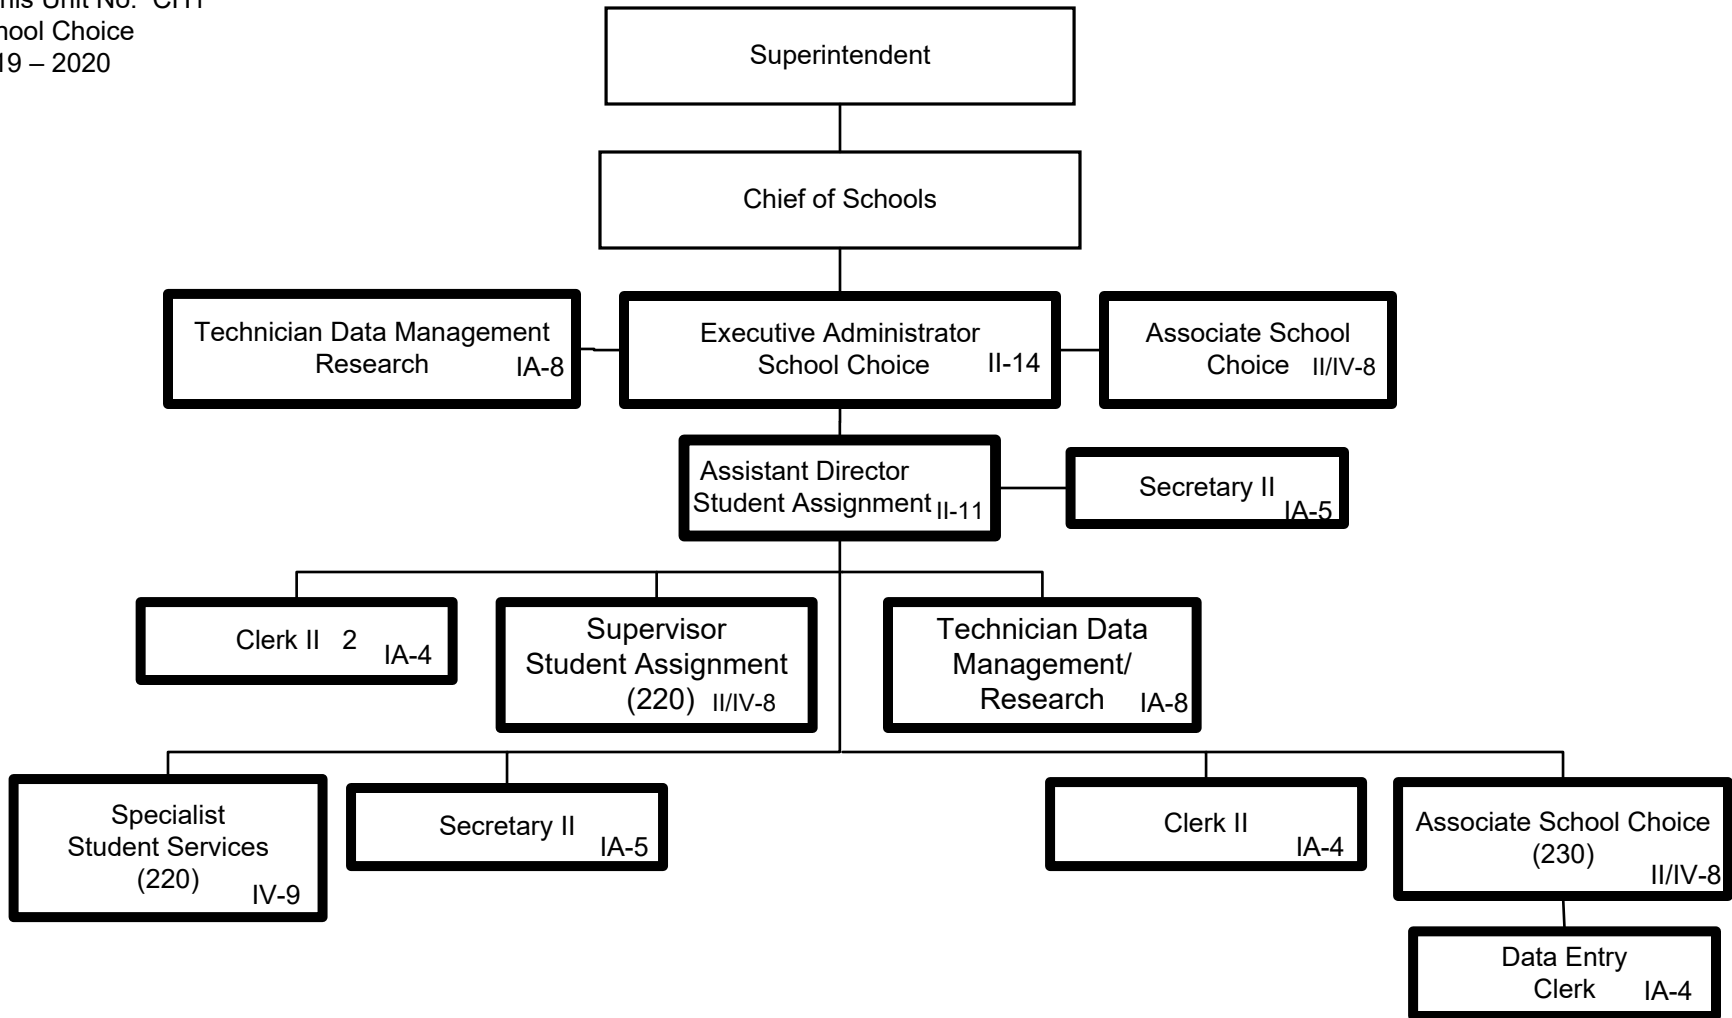 Unit No. CH1
School Choice
19 – 2020
Superintendent
Chief of Schools
Technician Data Management
Research IA-8
Executive Administrator
School Choice II-14
Associate School
Choice II/IV-8
Assistant Director
Student Assignment II-11
Secretary II
IA-5
Clerk II 2 IA-4
Supervisor
Student Assignment
(220) II/IV-8
Technician Data
Management/
Research IA-8
Specialist
Student Services
(220)
IV-9
Secretary II
IA-5
Clerk II
IA-4
Associate School Choice
(230)
II/IV-8
Data Entry
Clerk IA-4